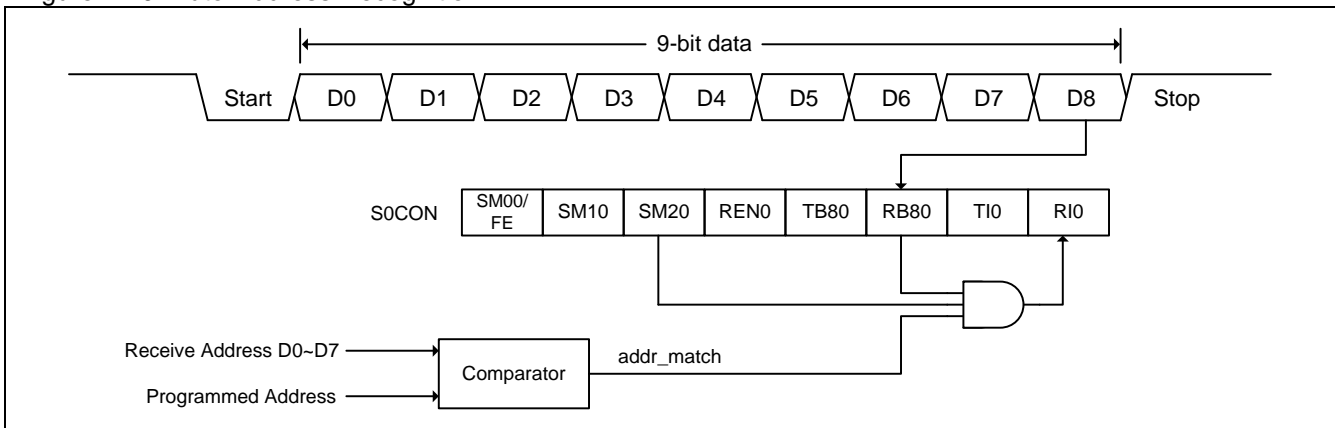 9-bit data
Start D0 D1 D2 D3 D4 D5 D6 D7 D8 Stop
S0CON SM00/ FE SM10 SM20 REN0 TB80 RB80 TI0 RI0
Receive Address D0~D7
addr_match
Comparator
Programmed Address